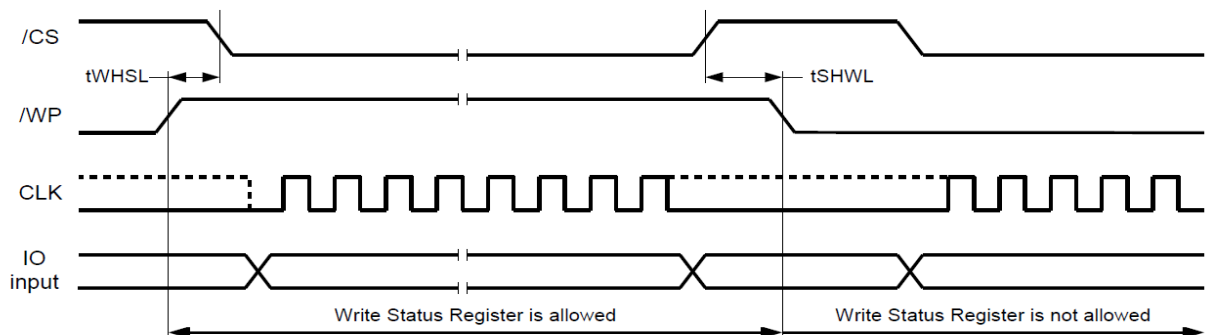 /CS
tWHSL
tSHWL
/WP
CLK
IO
input
Write Status Register is allowed
Write Status Register is not allowed